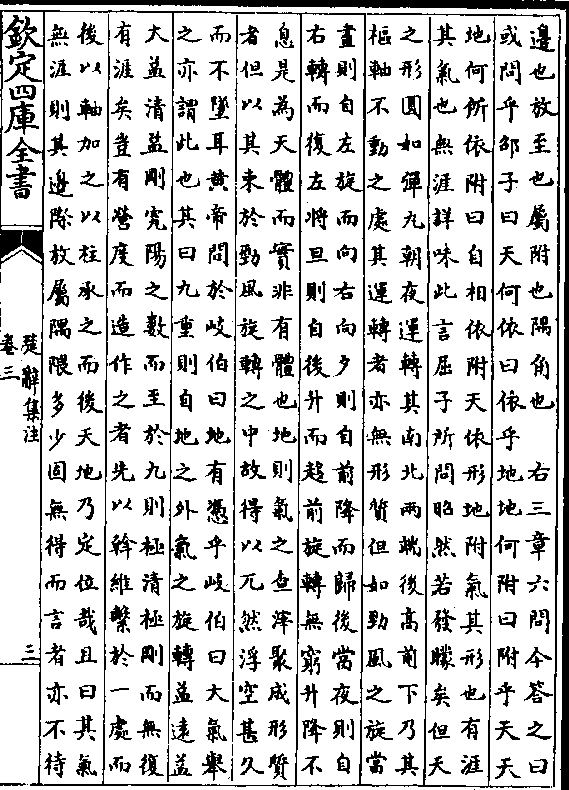 邊也放至也屬附也隅角也　右三章六問今答之曰
或問乎邵子曰天何依曰依乎地地何附曰附乎天天
地何所依附曰自相依附天依形地附氣其形也有涯
其氣也無涯詳味此言屈子所問昭然若發矇矣但天
之形圓如彈丸朝夜運轉其南北兩端後高前下乃其
樞軸不動之處其運轉者亦無形質但如勁風之旋當
晝則自左旋而向右向夕則自前降而歸後當夜則自
右轉而復左將旦則自後升而趨前旋轉無窮升降不
息是為天體而實非有體也地則氣之查滓聚成形質
者但以其束於勁風旋轉之中故得以兀然浮空甚久
而不墜耳黃帝問於岐伯曰地有憑乎岐伯曰大氣舉
之亦謂此也其曰九重則自地之外氣之旋轉益遠益
大益清益剛究陽之數而至於九則極清極剛而無復
有涯矣豈有營度而造作之者先以斡維繫於一處而
後以軸加之以柱承之而後天地乃定位哉且曰其氣
無涯則其邊際放屬隅隈多少固無得而言者亦不待
欽定四庫全書
楚辭集注
卷三
三